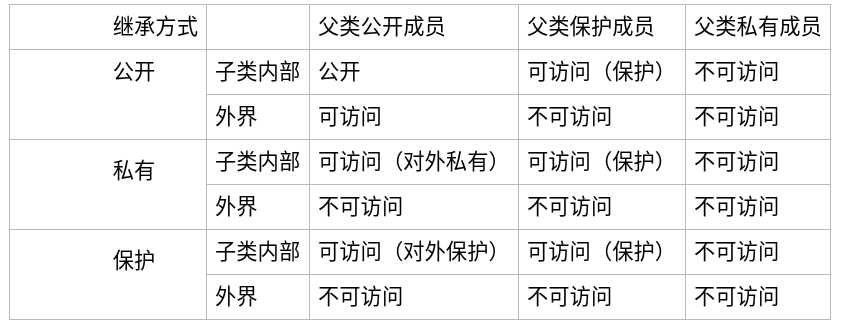 继承方式 父类公开成员 父类保护成员 父类私有成员
公开 子类内部 公开 可访问（保护） 不可访问
外界 可访问 不可访问 不可访问
私有 子类内部 可访问（对外私有） 可访问（保护） 不可访问
外界 不可访问 不可访问 不可访问
保护 子类内部 可访问（对外保护） 可访问（保护） 不可访问
外界 不可访问 不可访问 不可访问